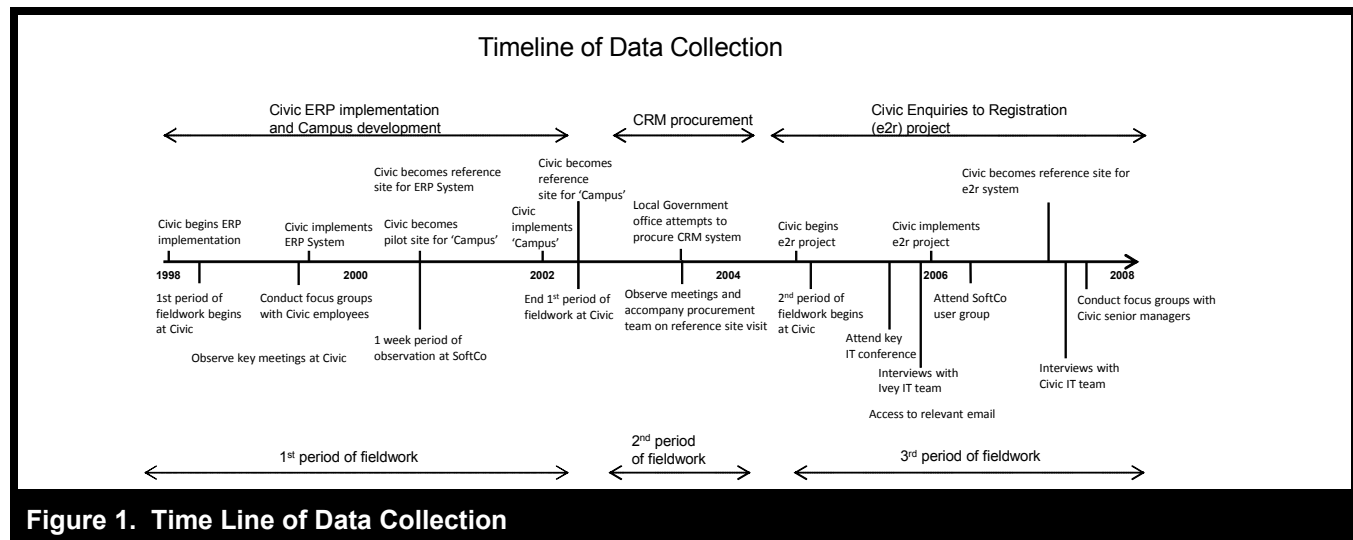 Timeline of Data Collection
Civic ERP implementation
and Campus development
CRM procurement
Civic Enquiries to Registration
(e2r) project
Civic becomes reference
site for ERP System
Civic becomes
reference
site for ‘Campus’
Civic becomes reference site for
e2r system
Civic begins ERP
implementation
Civic implements
ERP System
Civic becomes
pilot site for ‘Campus’
Civic
implements
‘Campus’
Local Government
office attempts to
procure CRM system
Civic begins
e2r project
Civic implements
e2r project
1998
2000
2002
2004
2006
2008
1st period of
fieldwork begins
at Civic
Conduct focus groups
with Civic employees
Observe key meetings at Civic
1 week period of
observation at SoftCo
End 1st period of
fieldwork at Civic
Observe meetings and
accompany procurement
team on reference site visit
2nd period of
fieldwork begins
at Civic
Attend key
IT conference
Interviews with
Ivey IT team
Access to relevant email
Attend SoftCo
user group
Interviews with
Civic IT team
Conduct focus groups with
Civic senior managers
1st period of fieldwork
2nd period
of fieldwork
3rd period of fieldwork
Figure 1. Time Line of Data Collection